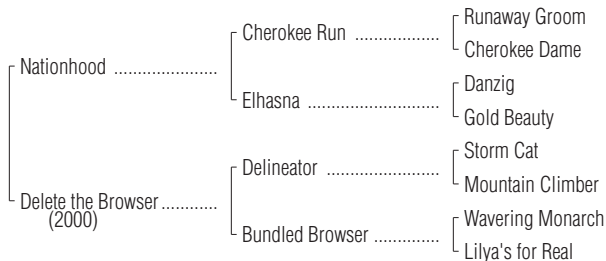 Runaway Groom
Cherokee Run ..................
Cherokee Dame
Nationhood ......................
Danzig
Elhasna ............................
Gold Beauty
Storm Cat
Delineator ........................
Mountain Climber
Delete the Browser ............
(2000)
Wavering Monarch
Bundled Browser ..............
Lilya's for Real